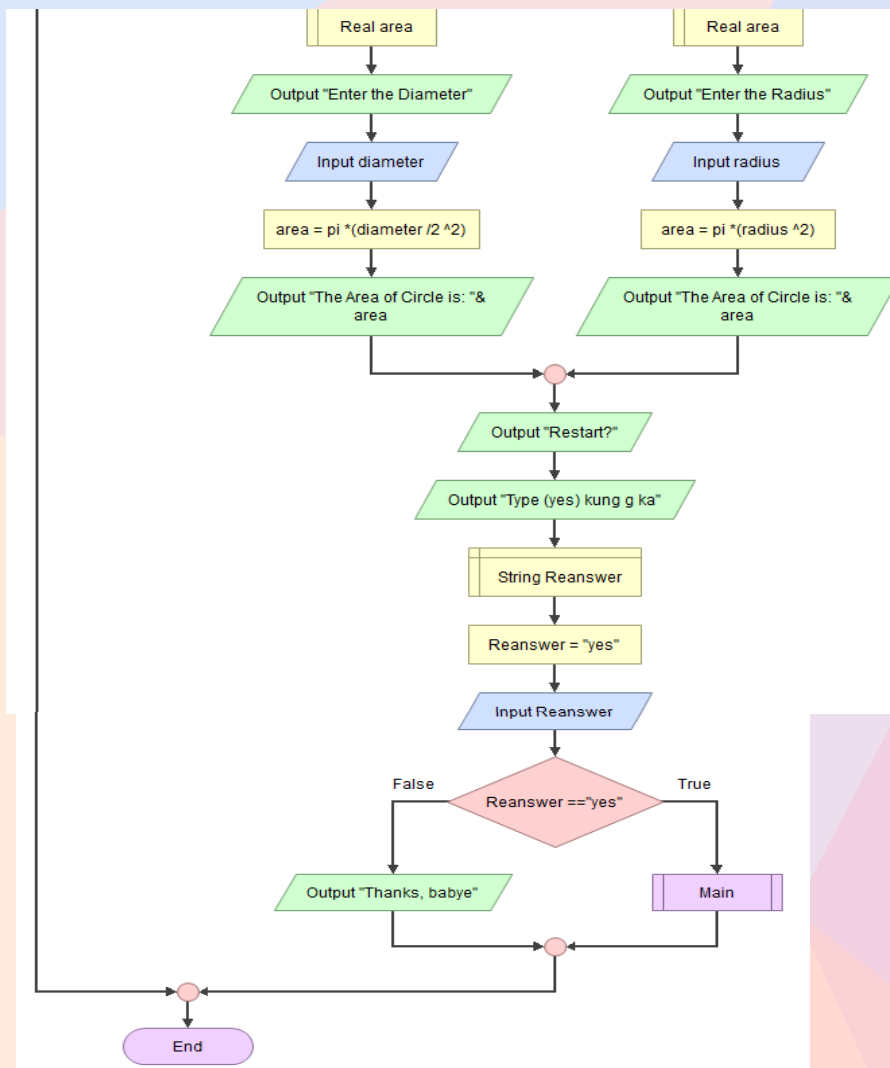 Real area
Real area
Output "Enter the Diameter"
Output "Enter the Radius"
Input diameter
Input radius
area = pi *(diameter /2 ^2)
area = pi *(radius ^2)
Output "The Area of Circle is: "&
area
Output "The Area of Circle is: "&
area
Output "Restart?"
Output "Type (yes) kung g ka"
String Reanswer
Reanswer = "yes"
Input Reanswer
False
True
Reanswer =="yes"
Output "Thanks, babye"
Main
End